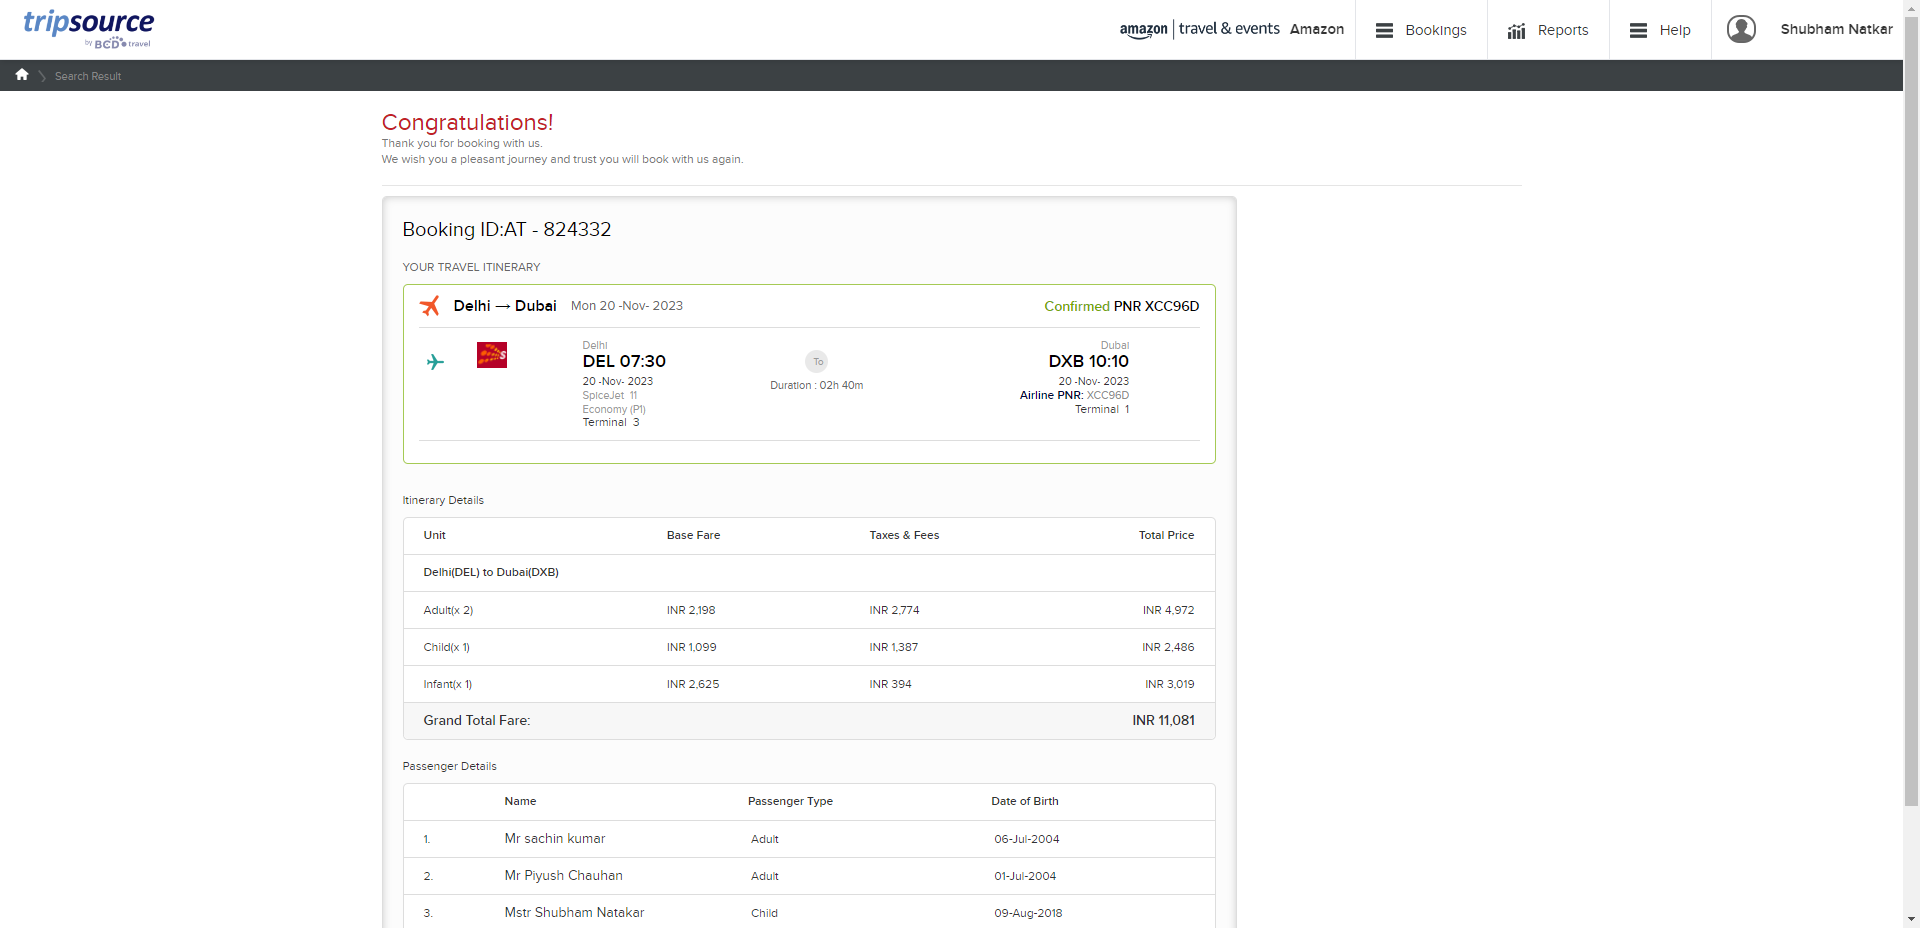 tripsource
by BCD travel
amazon | travel & events Amazon
Bookings
Reports
Help
Shubham Natkar
Search Result
Congratulations!
Thank you for booking with us.
We wish you a pleasant journey and trust you will book with us again.
Booking ID:AT - 824332
YOUR TRAVEL ITINERARY
Delhi → Dubai Mon 20 -Nov- 2023 Confirmed PNR XCC96D
Delhi To Dubai
DEL 07:30 DXB 10:10
20 -Nov- 2023 Duration : 02h 40m 20 -Nov- 2023
SpiceJet 11 Airline PNR: XCC96D
Economy (P1) Terminal 1
Terminal 3
Itinerary Details
Unit Base Fare Taxes & Fees Total Price
Delhi(DEL) to Dubai(DXB)
Adult(x 2) INR 2,198 INR 2,774 INR 4,972
Child(x 1) INR 1,099 INR 1,387 INR 2,486
Infant(x 1) INR 2,625 INR 394 INR 3,019
Grand Total Fare: INR 11,081
Passenger Details
Name Passenger Type Date of Birth
1. Mr sachin kumar Adult 06-Jul-2004
2. Mr Piyush Chauhan Adult 01-Jul-2004
3. Mstr Shubham Natakar Child 09-Aug-2018